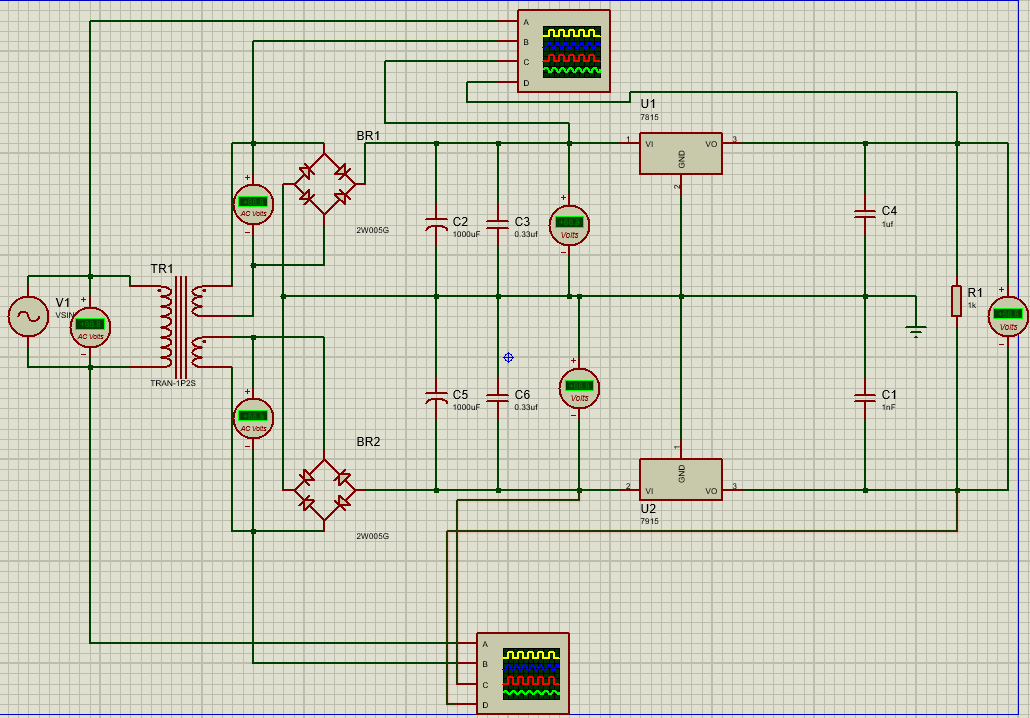 A
B
C
D
U1
7815
BR1
1
VI
VO
3
GND
2
+
AC Volts
2W005G
C2
1000uF
C3
0.33uf
+
Volts
C4
1uf
TR1
V1
VSIN
+
AC Volts
TRAN-1P2S
R1
1k
+
Volts
+
AC Volts
C5
1000uF
C6
0.33uf
+
Volts
C1
1nF
BR2
2W005G
1
GND
2
VI
VO
3
U2
7915
A
B
C
D